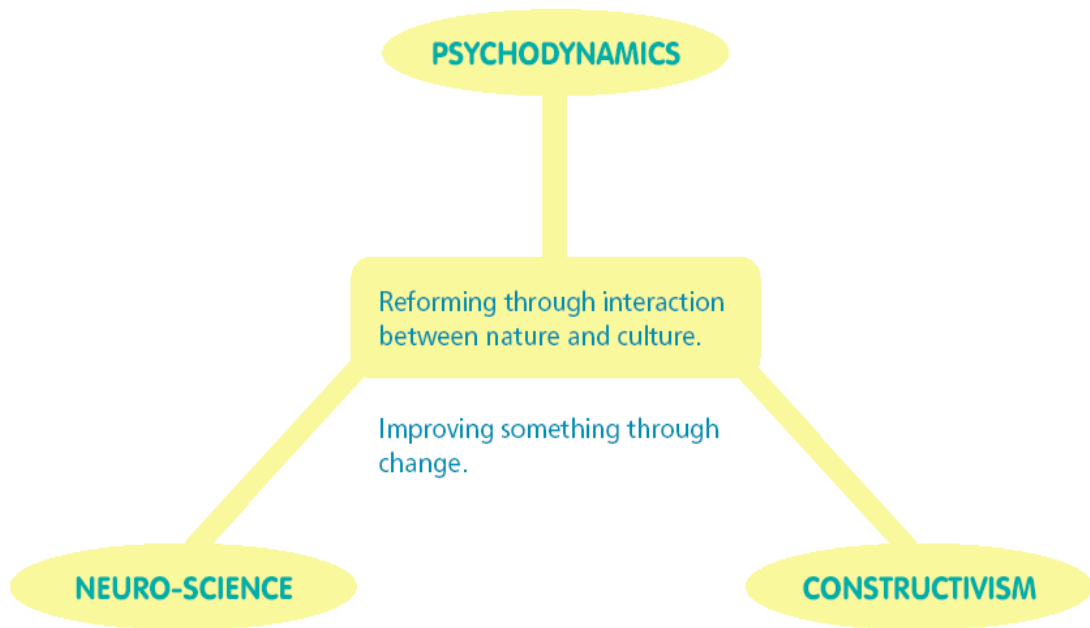 PSYCHODYNAMICS
Reforming through interaction
between nature and culture.
Improving something through
change.
NEURO-SCIENCE
CONSTRUCTIVISM